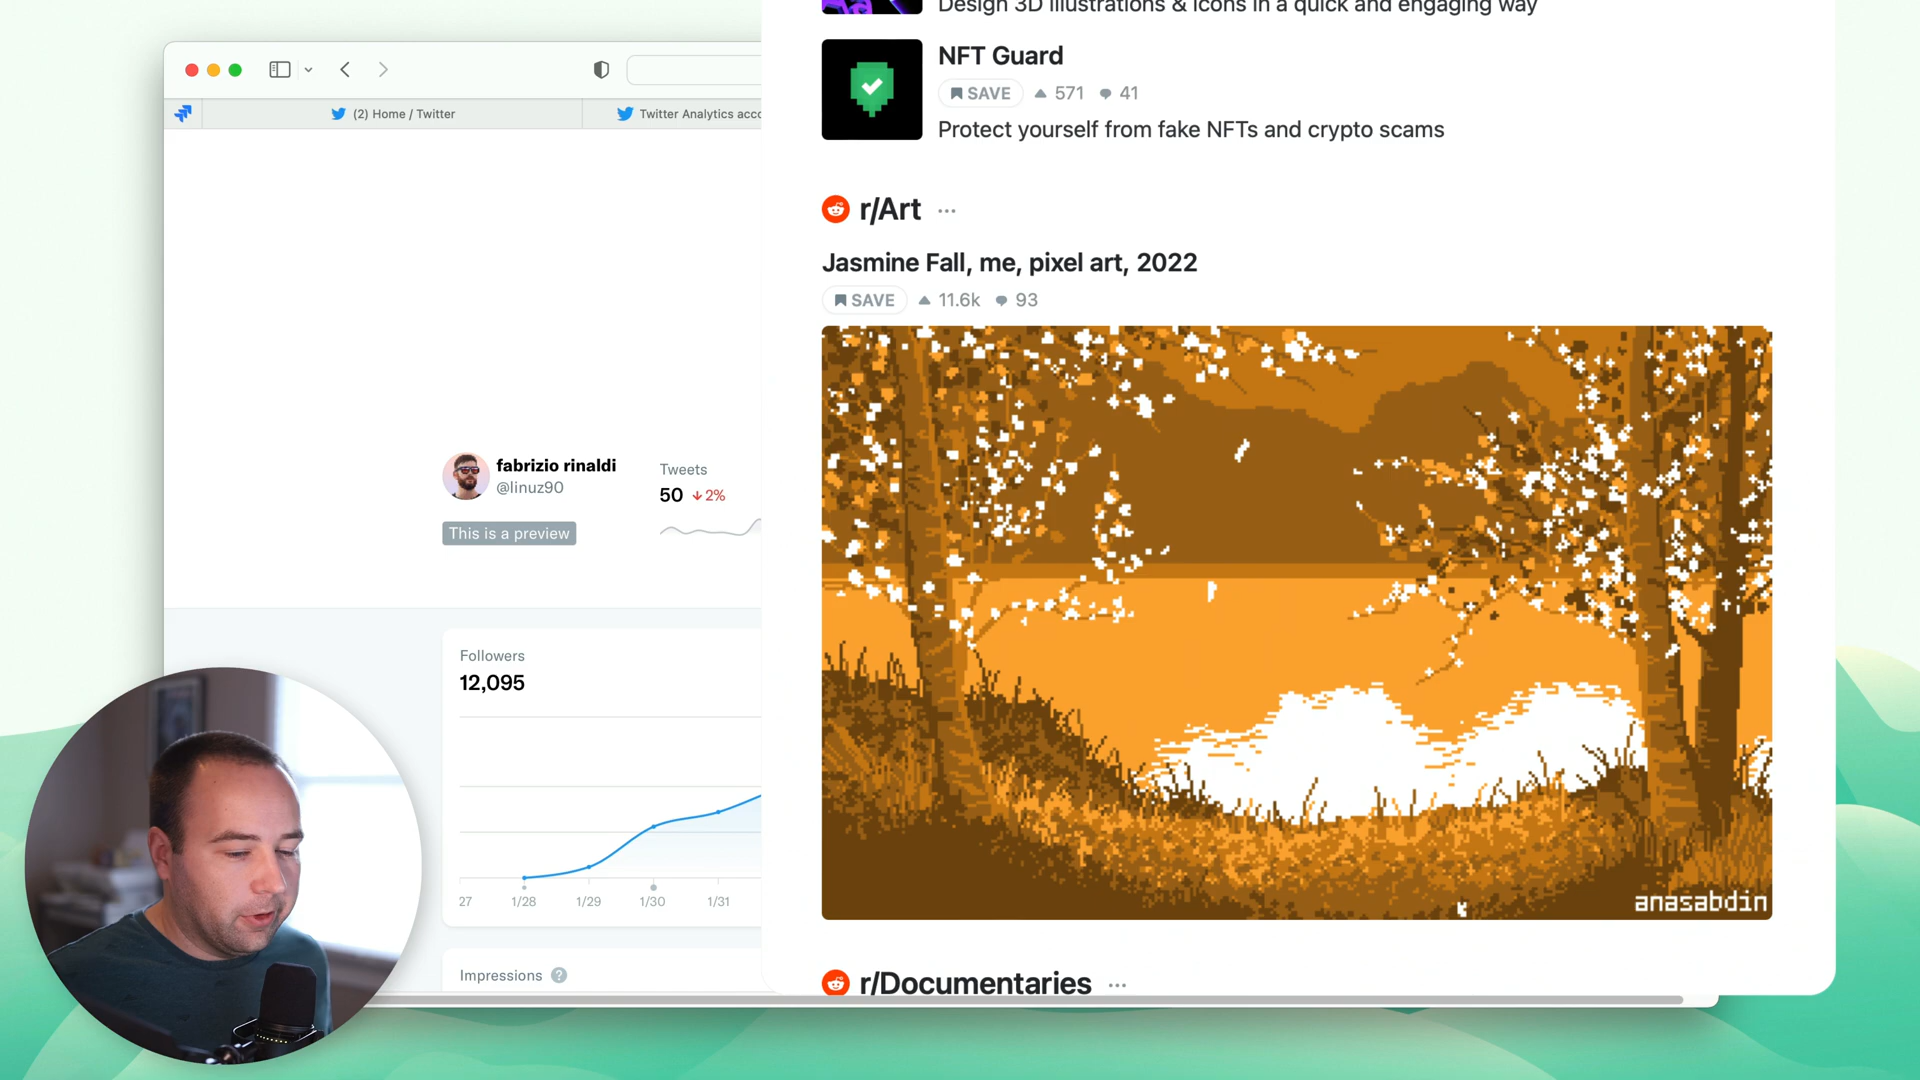 (2) Home / Twitter
Twitter Analytics acco
fabrizio rinaldi
@linuz90
This is a preview
Tweets
50 2%
Followers
12,095
27 1/28 1/29 1/30 1/31
Impressions ?
Design 3D illustrations & icons in a quick and engaging way
NFT Guard
SAVE 571 41
Protect yourself from fake NFTs and crypto scams
r/Art ...
Jasmine Fall, me, pixel art, 2022
SAVE 11.6k 93
anasabdin
r/Documentaries ...